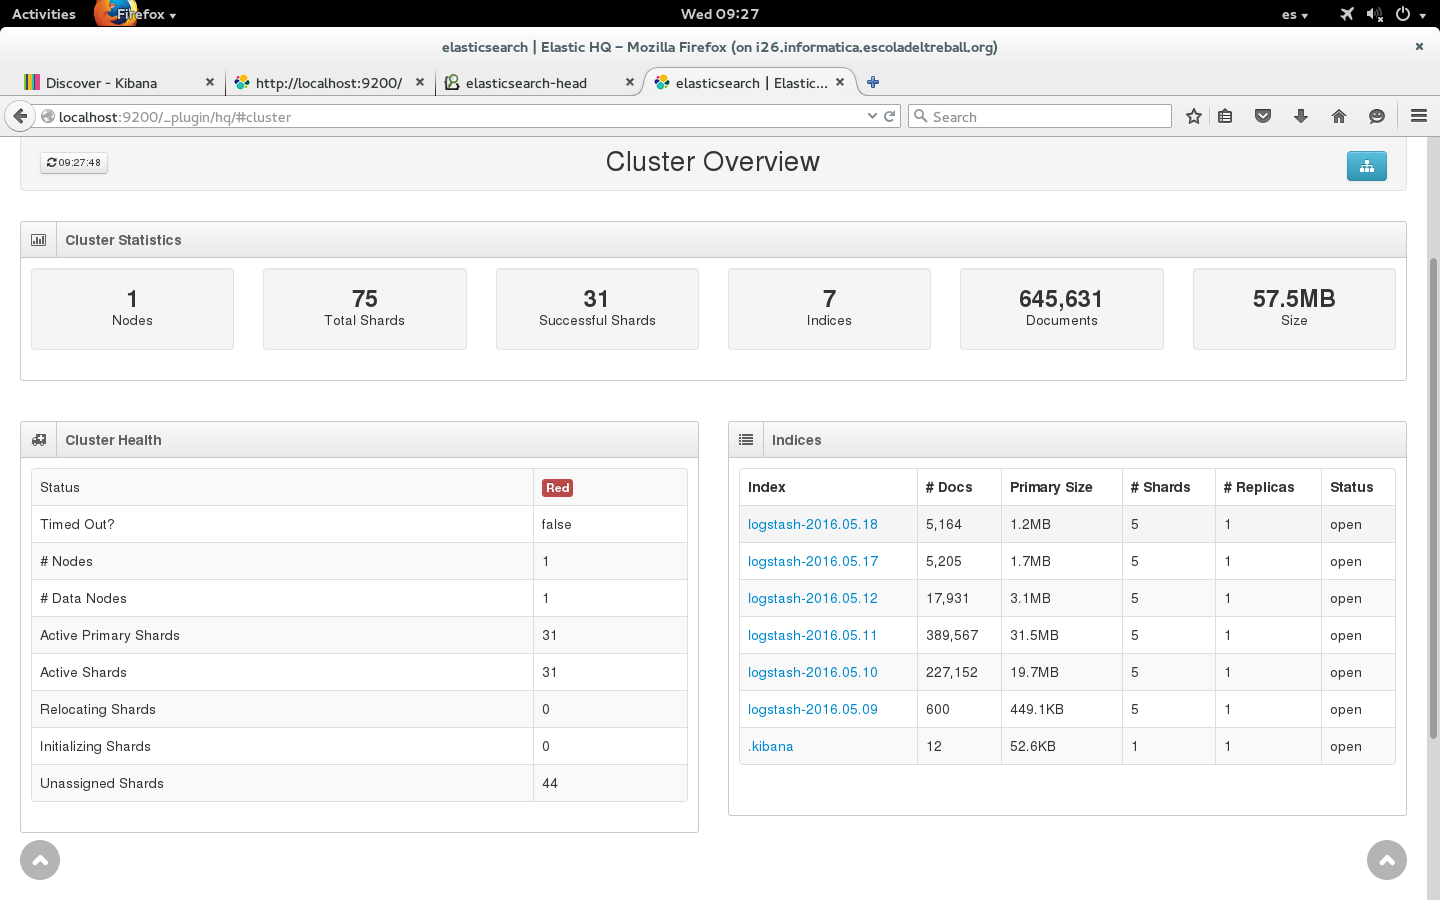 Activities Firefox Wed 09:27 es
elasticsearch | Elastic HQ - Mozilla Firefox (on i26.informatica.escoladeltreball.org)
Discover - Kibana http://localhost:9200/ elasticsearch-head elasticsearch | Elastic...
localhost:9200/_plugin/hq/#cluster Search
09:27:48 Cluster Overview
Cluster Statistics
1 75 31 7 645,631 57.5MB
Nodes Total Shards Successful Shards Indices Documents Size
Cluster Health
Status Red
Timed Out? false
# Nodes 1
# Data Nodes 1
Active Primary Shards 31
Active Shards 31
Relocating Shards 0
Initializing Shards 0
Unassigned Shards 44
Indices
Index # Docs Primary Size # Shards # Replicas Status
logstash-2016.05.18 5,164 1.2MB 5 1 open
logstash-2016.05.17 5,205 1.7MB 5 1 open
logstash-2016.05.12 17,931 3.1MB 5 1 open
logstash-2016.05.11 389,567 31.5MB 5 1 open
logstash-2016.05.10 227,152 19.7MB 5 1 open
logstash-2016.05.09 600 449.1KB 5 1 open
.kibana 12 52.6KB 1 1 open